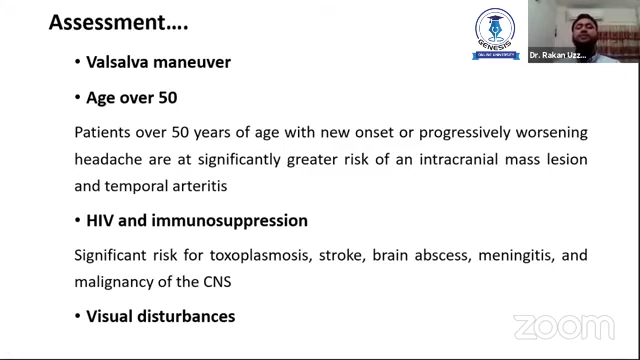 Assessment....
• Valsalva maneuver
• Age over 50
Patients over 50 years of age with new onset or progressively worsening
headache are at significantly greater risk of an intracranial mass lesion
and temporal arteritis
• HIV and immunosuppression
Significant risk for toxoplasmosis, stroke, brain abscess, meningitis, and
malignancy of the CNS
• Visual disturbances
GENESIS
ONLINE UNIVERSITY
Dr. Rakan Uzz...
zoom